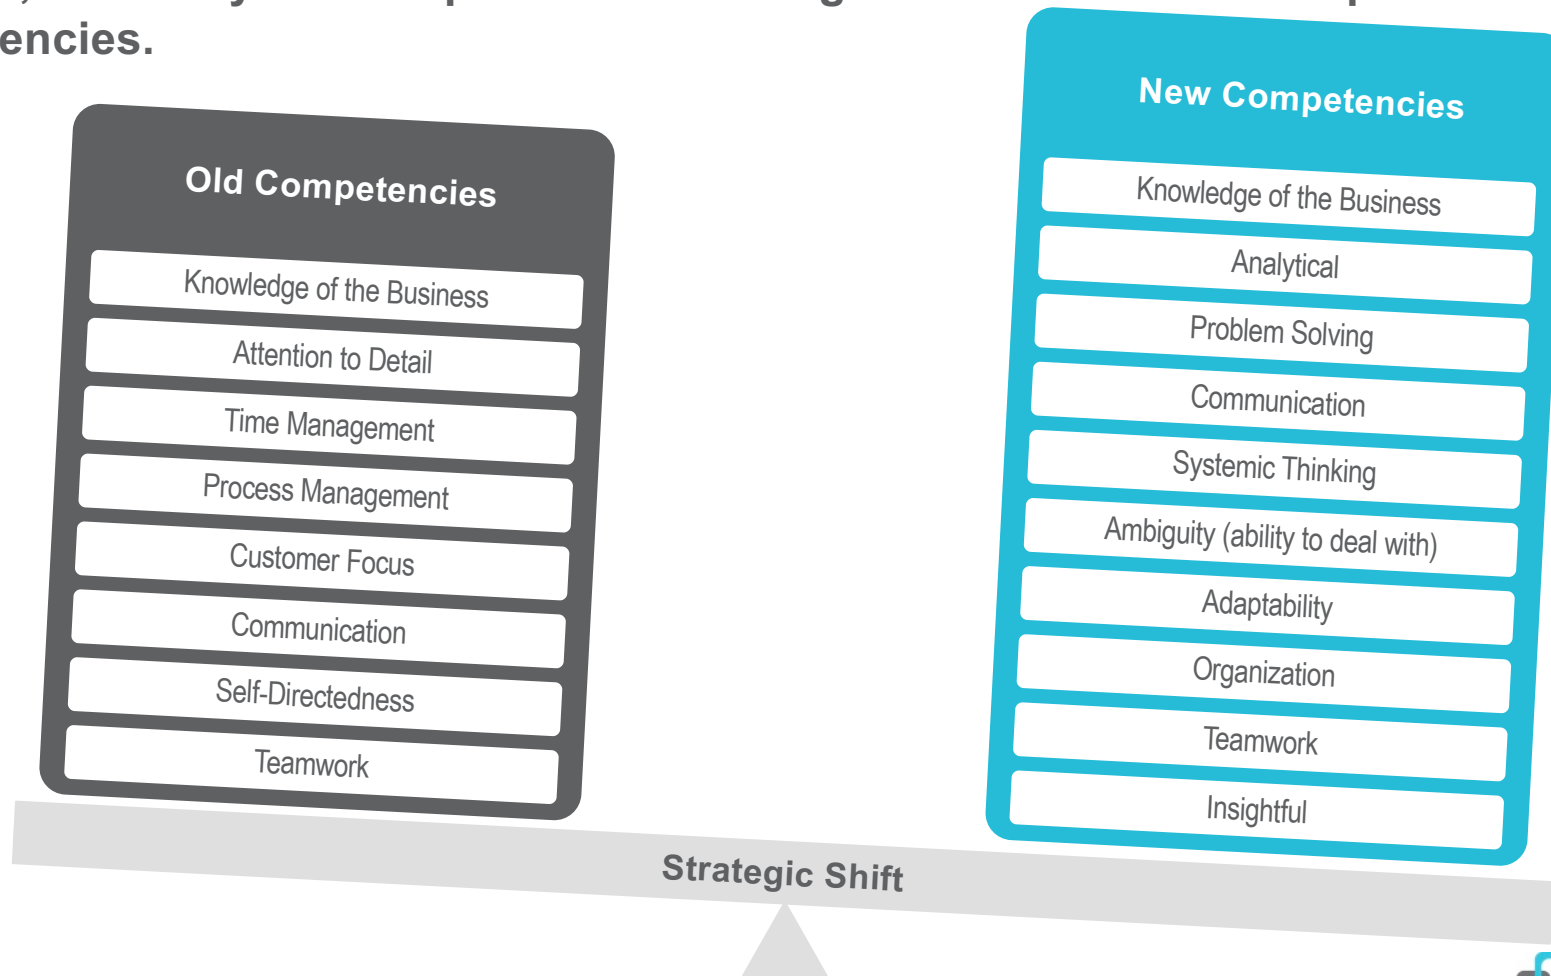 encies.
Old Competencies
Knowledge of the Business
Attention to Detail
Time Management
Process Management
Customer Focus
Communication
Self-Directedness
Teamwork
New Competencies
Knowledge of the Business
Analytical
Problem Solving
Communication
Systemic Thinking
Ambiguity (ability to deal with)
Adaptability
Organization
Teamwork
Insightful
Strategic Shift